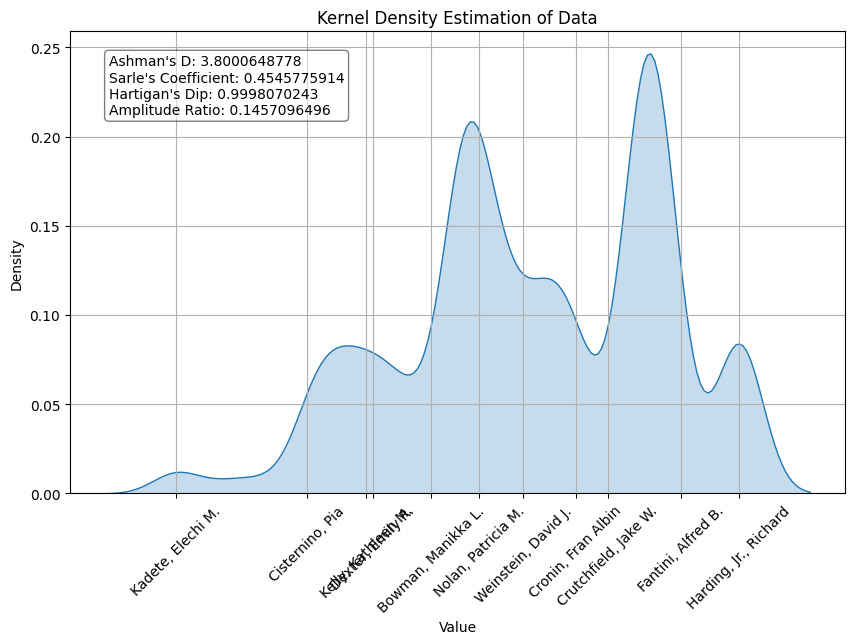 Kernel Density Estimation of Data
Ashman's D: 3.8000648778
Sarle's Coefficient: 0.4545775914
Hartigan's Dip: 0.9998070243
Amplitude Ratio: 0.1457096496
0.25
0.20
0.15
0.10
0.05
0.00
Density
Kadete, Elechi M.
Cisternino, Pia
Bowman, Manikka L.
Nolan, Patricia M.
Weinstein, David J.
Cronin, Fran Albin
Crutchfield, Jake W.
Fantini, Alfred B.
Harding, Jr., Richard
Value